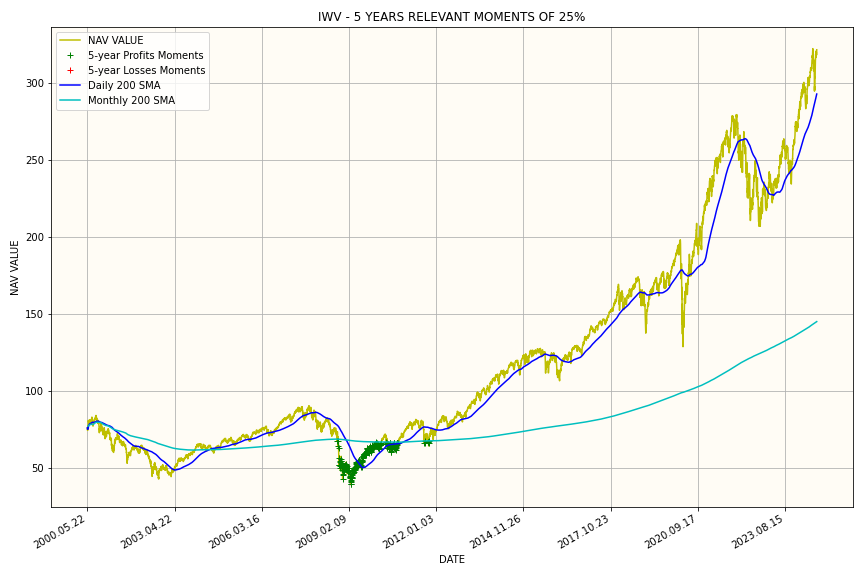 IWV - 5 YEARS RELEVANT MOMENTS OF 25%
NAV VALUE
5-year Profits Moments
5-year Losses Moments
Daily 200 SMA
Monthly 200 SMA
300
250
200
150
100
50
NAV VALUE
2000.05.22
2003.04.22
2006.03.16
2009.02.09
2012.01.03
2014.11.26
2017.10.23
2020.09.17
2023.08.15
DATE